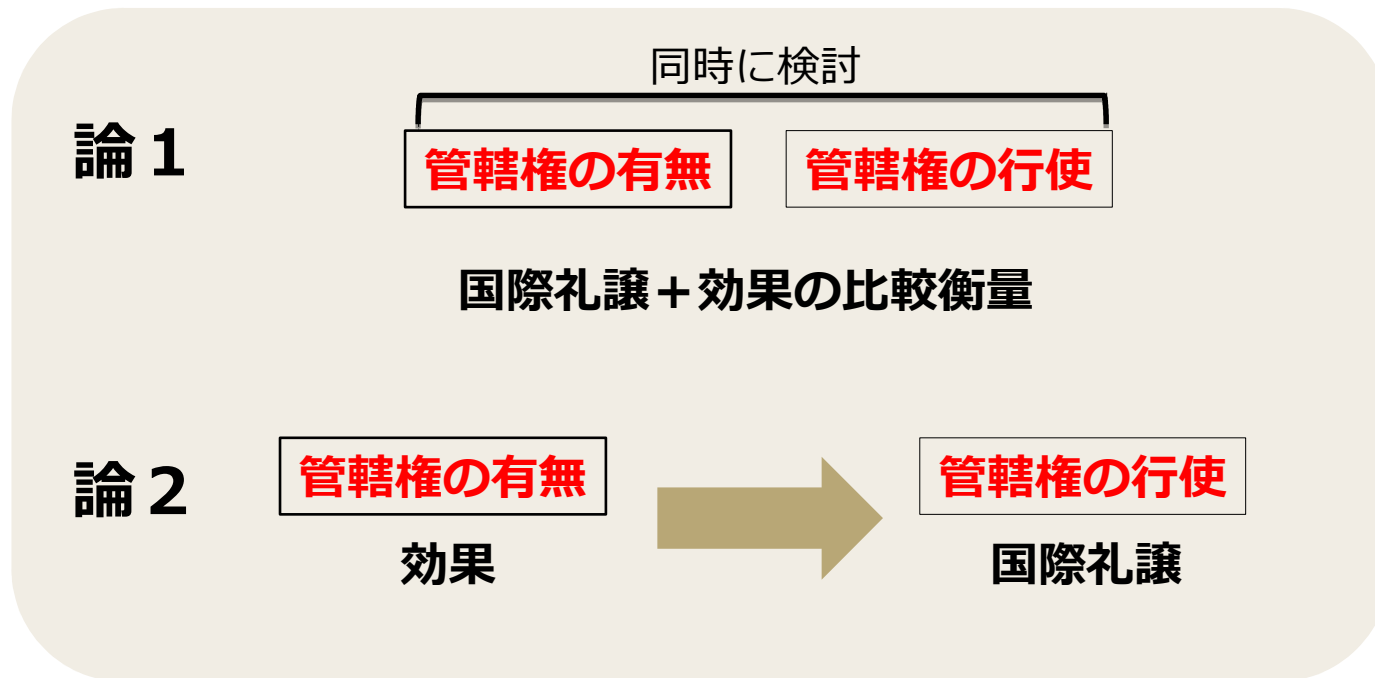 同時に検討
論１
管轄権の有無
管轄権の行使
国際礼譲＋効果の比較衡量
論２
管轄権の有無
管轄権の行使
効果
国際礼譲